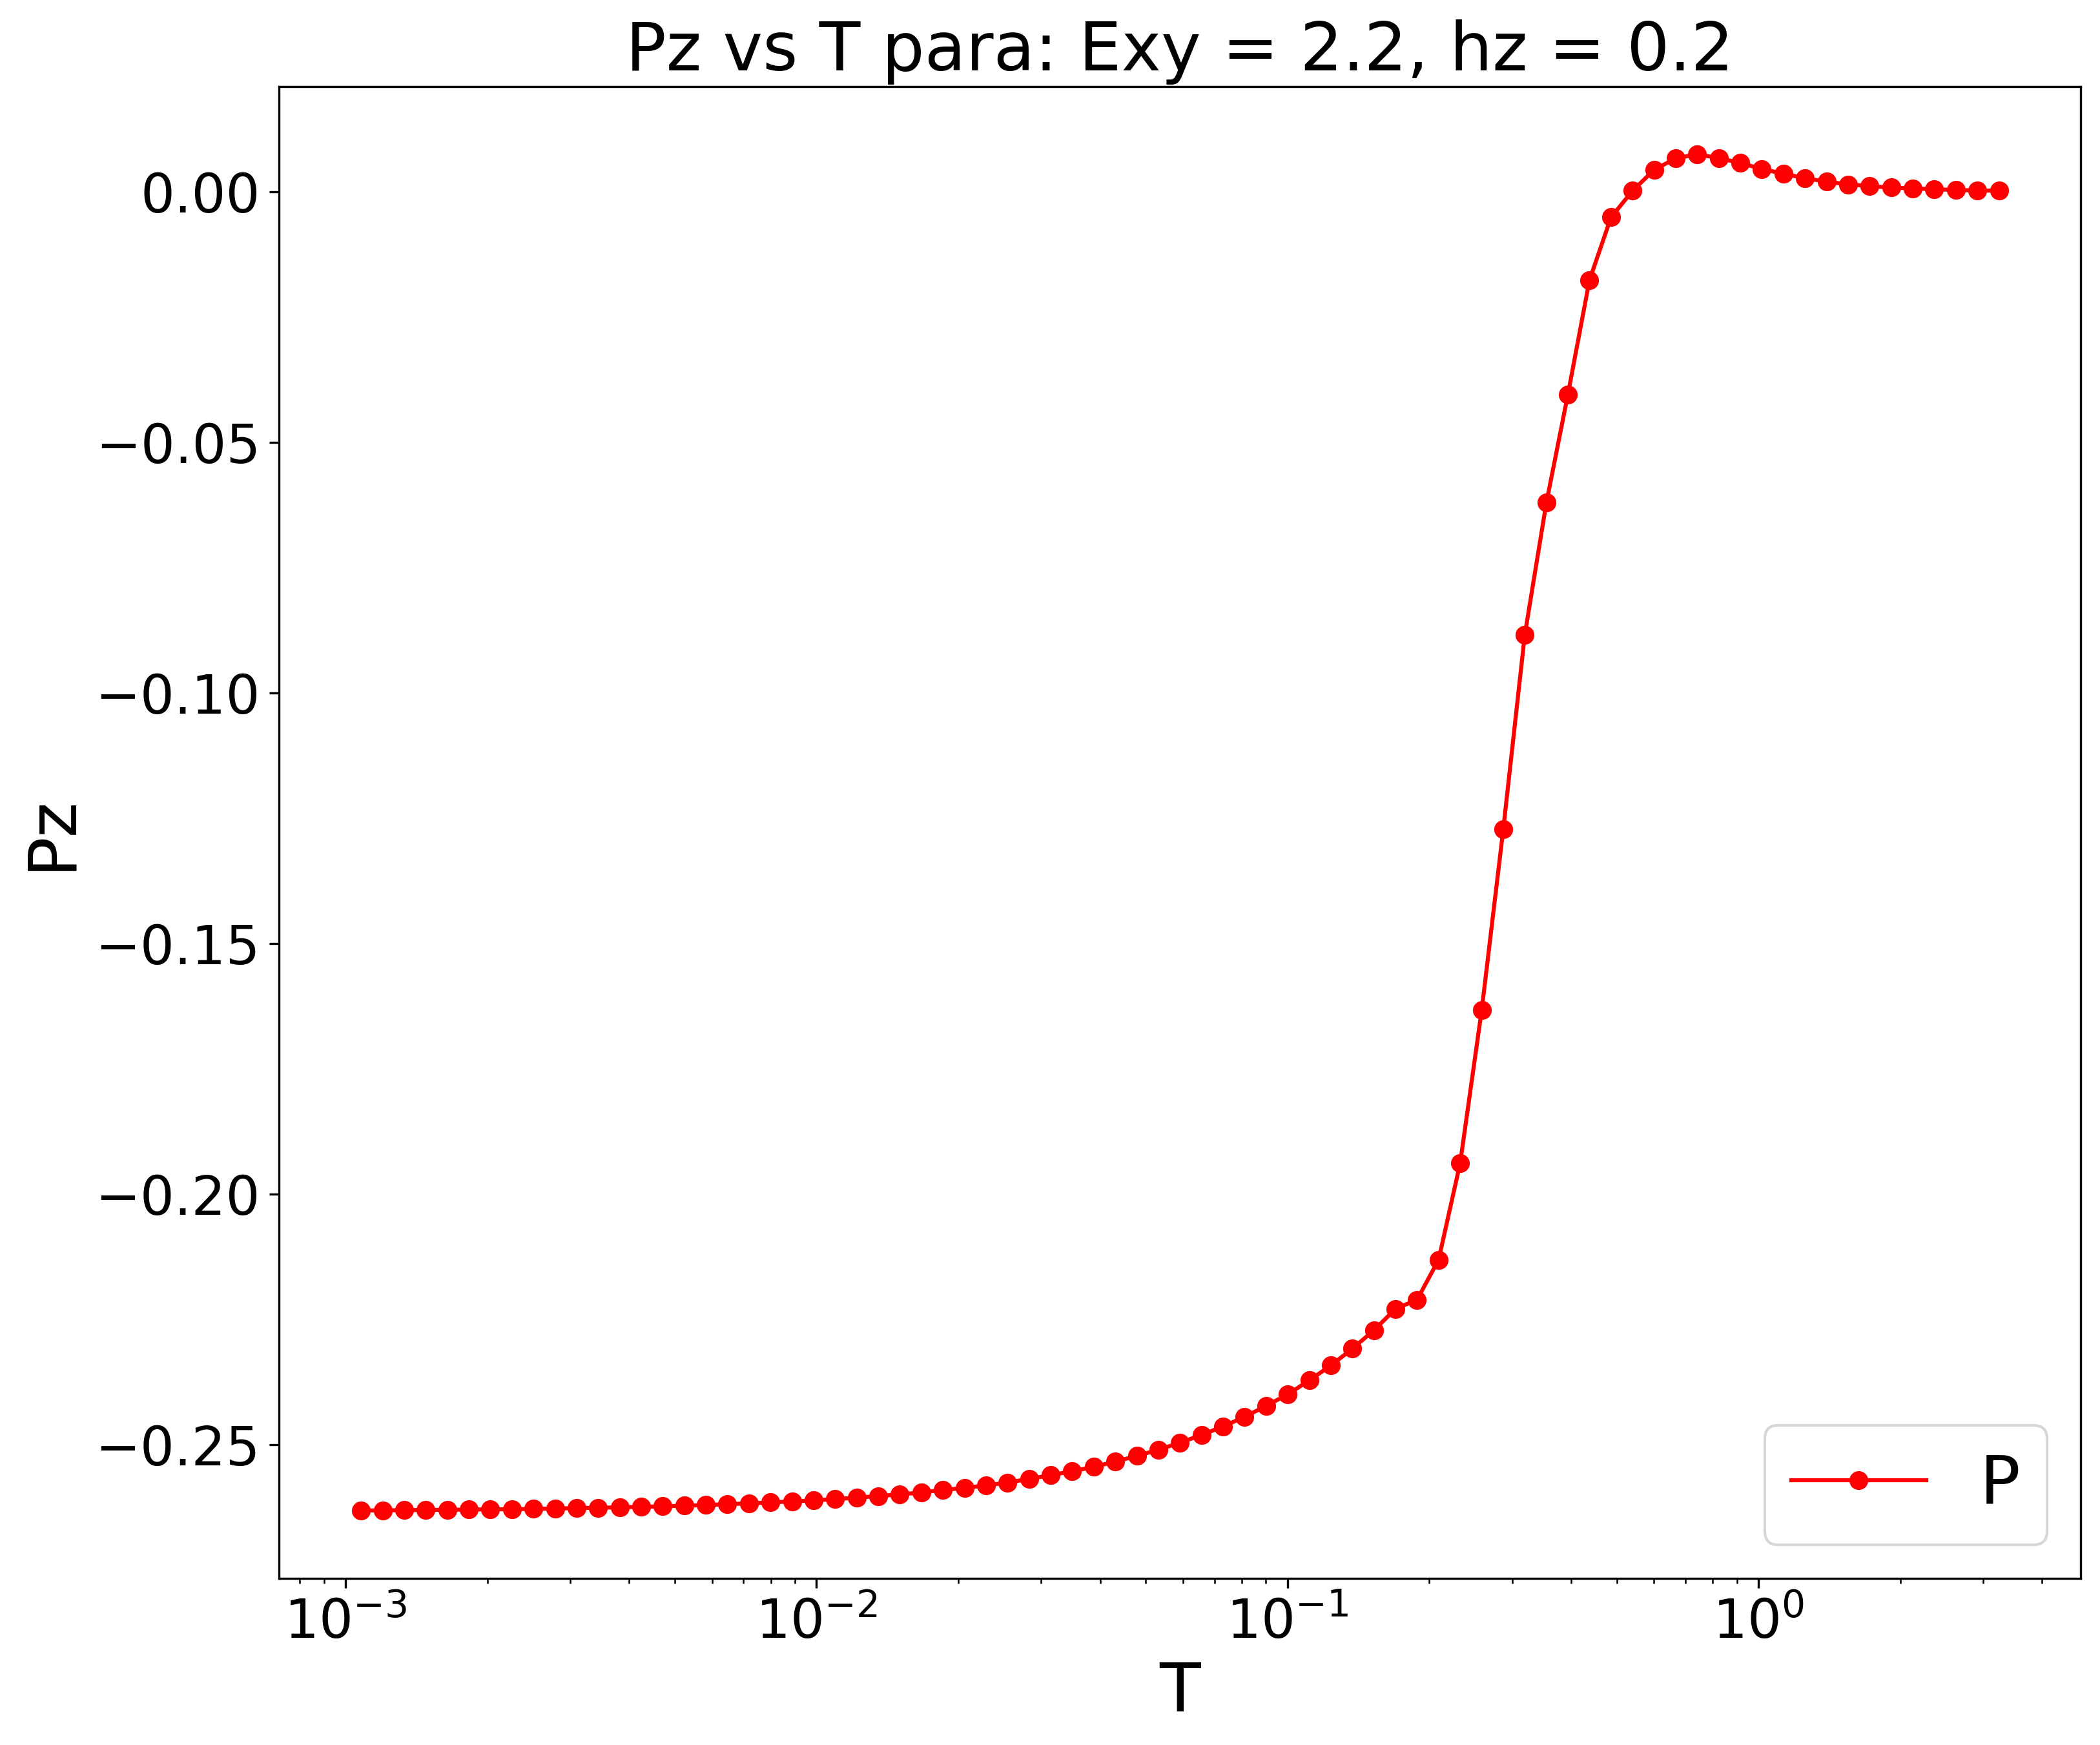 Pz vs T para: Exy = 2.2, hz = 0.2
Pz
0.00
−0.05
−0.10
−0.15
−0.20
−0.25
P
10⁻³ 10⁻² 10⁻¹ 10⁰
T